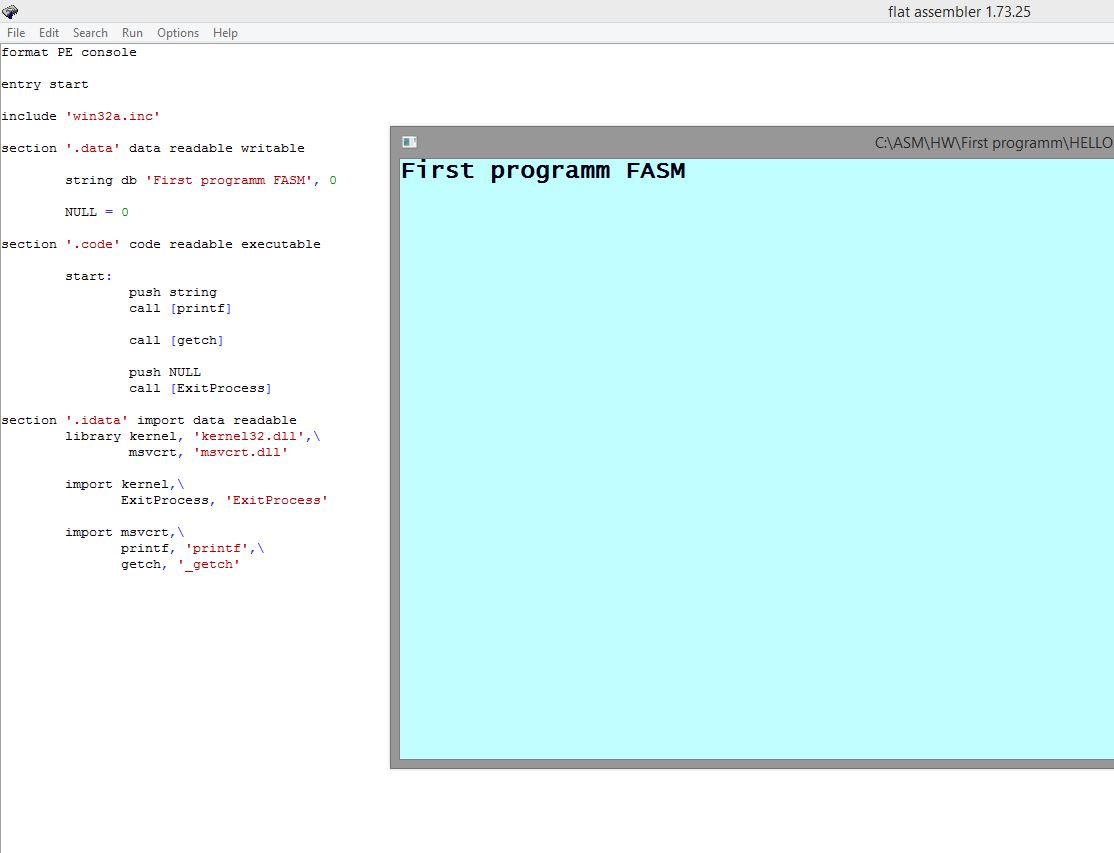 flat assembler 1.73.25
File Edit Search Run Options Help
format PE console
entry start
include 'win32a.inc'
section '.data' data readable writable
string db 'First programm FASM', 0
NULL = 0
section '.code' code readable executable
start:
push string
call [printf]
call [getch]
push NULL
call [ExitProcess]
section '.idata' import data readable
library kernel, 'kernel32.dll',\
msvcrt, 'msvcrt.dll'
import kernel,\
ExitProcess, 'ExitProcess'
import msvcrt,\
printf, 'printf',\
getch, '_getch'
C:\ASM\HW\First programm\HELLO
First programm FASM